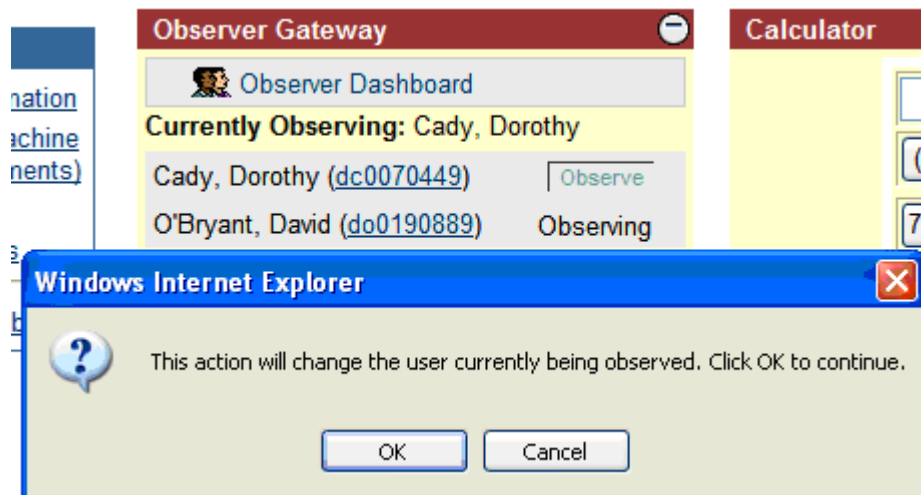 Observer Gateway
Calculator
Observer Dashboard
Currently Observing: Cady, Dorothy
Cady, Dorothy (dc0070449) Observe
O'Bryant, David (do0190889) Observing
7
Windows Internet Explorer
This action will change the user currently being observed. Click OK to continue.
OK Cancel